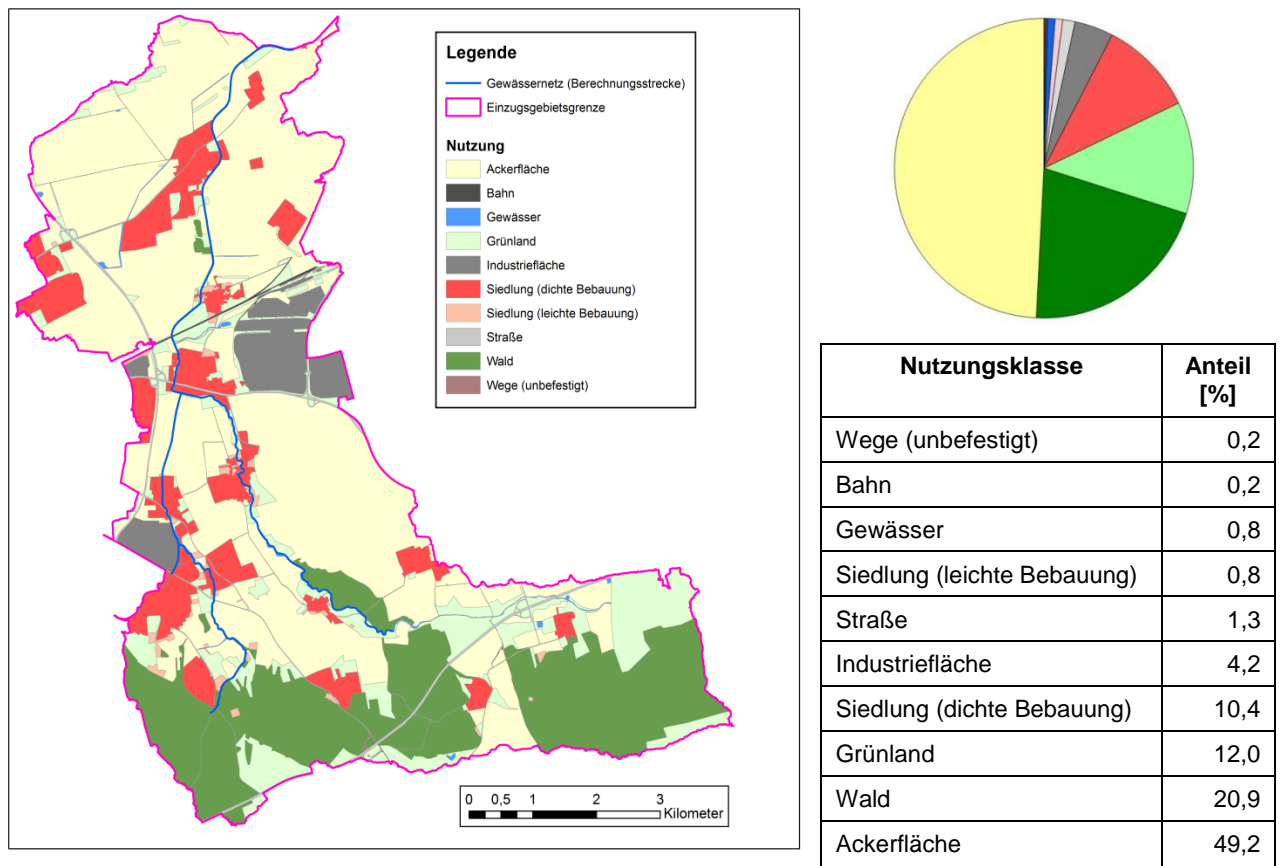 Legende
Gewässernetz (Berechnungsstrecke)
Einzugsgebietsgrenze
Nutzung
Ackerfläche
Bahn
Gewässer
Grünland
Industriefläche
Siedlung (dichte Bebauung)
Siedlung (leichte Bebauung)
Straße
Wald
Wege (unbefestigt)
0 0,5 1 2 3
Kilometer
Nutzungsklasse Anteil [%]
Wege (unbefestigt) 0,2
Bahn 0,2
Gewässer 0,8
Siedlung (leichte Bebauung) 0,8
Straße 1,3
Industriefläche 4,2
Siedlung (dichte Bebauung) 10,4
Grünland 12,0
Wald 20,9
Ackerfläche 49,2